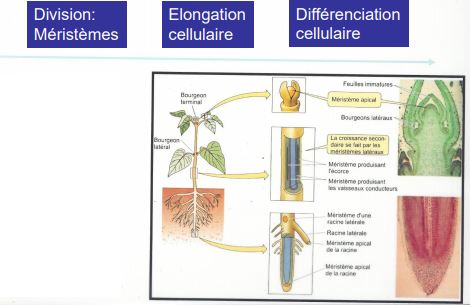 Division:
Méristèmes
Elongation
cellulaire
Différenciation
cellulaire
Bourgeon
terminal
Bourgeon
latéral
Feuilles immatures
Méristème apical
Bourgeons latéraux
La croissance secon-
daire se fait par les
méristèmes latéraux
Méristème produisant
l'écorce
Méristème produisant
les vaisseaux conducteurs
Méristème d'une
racine latérale
Racine latérale
Méristème apical
de la racine
Méristème apical
de la racine